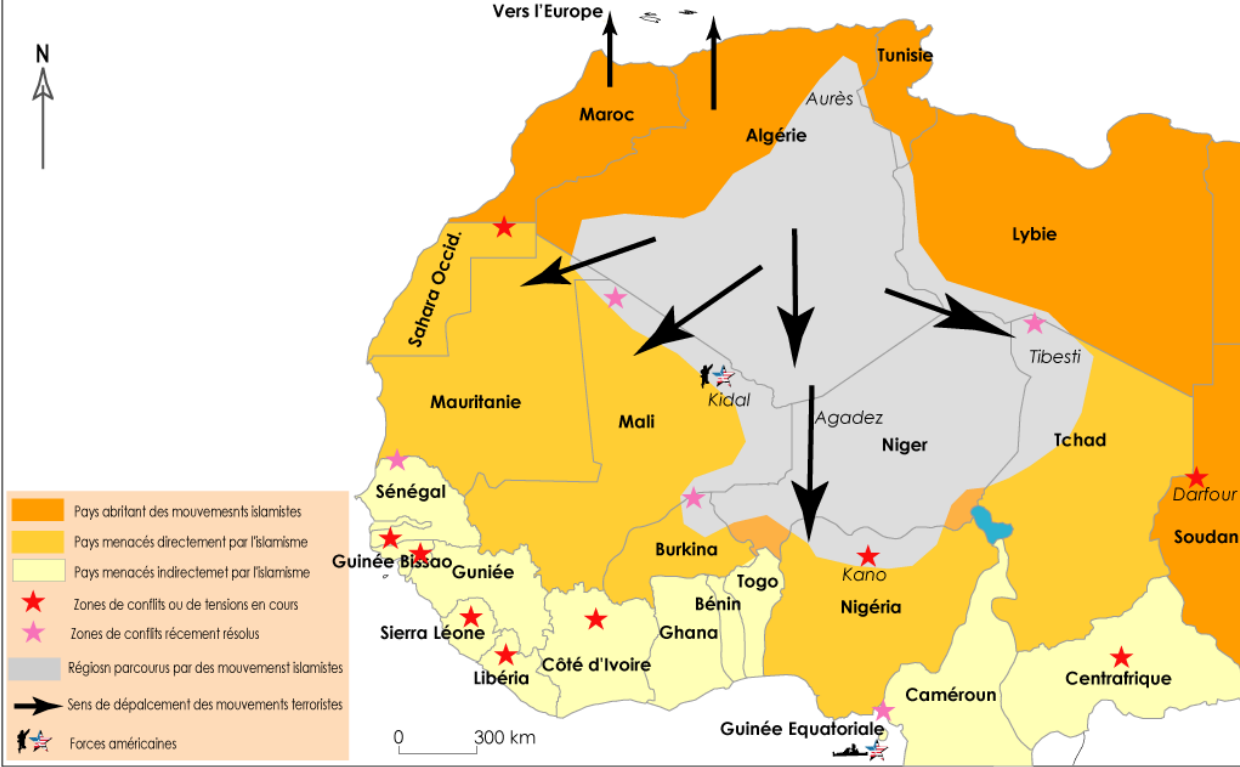 Vers l'Europe
N
Tunisie
Aurès
Maroc
Algérie
Lybie
Sahara Occid.
Tibesti
Kidal
Mauritanie
Mali
Agadez
Niger
Tchad
Sénégal
Darfour
Soudan
Guinée Bissao
Guniée
Burkina
Kano
Togo
Bénin
Nigéria
Sierra Léone
Ghana
Libéria
Côté d'Ivoire
Centrafrique
Caméroun
Guinée Equatoriale
Pays abritant des mouvemesnts islamistes
Pays menacés directement par l'islamisme
Pays menacés indirectemet par l'islamisme
Zones de conflits ou de tensions en cours
Zones de conflits récement résolus
Régiosn parcourus par des mouvemenst islamistes
Sens de dépalcement des mouvements terroristes
Forces américaines
0 300 km